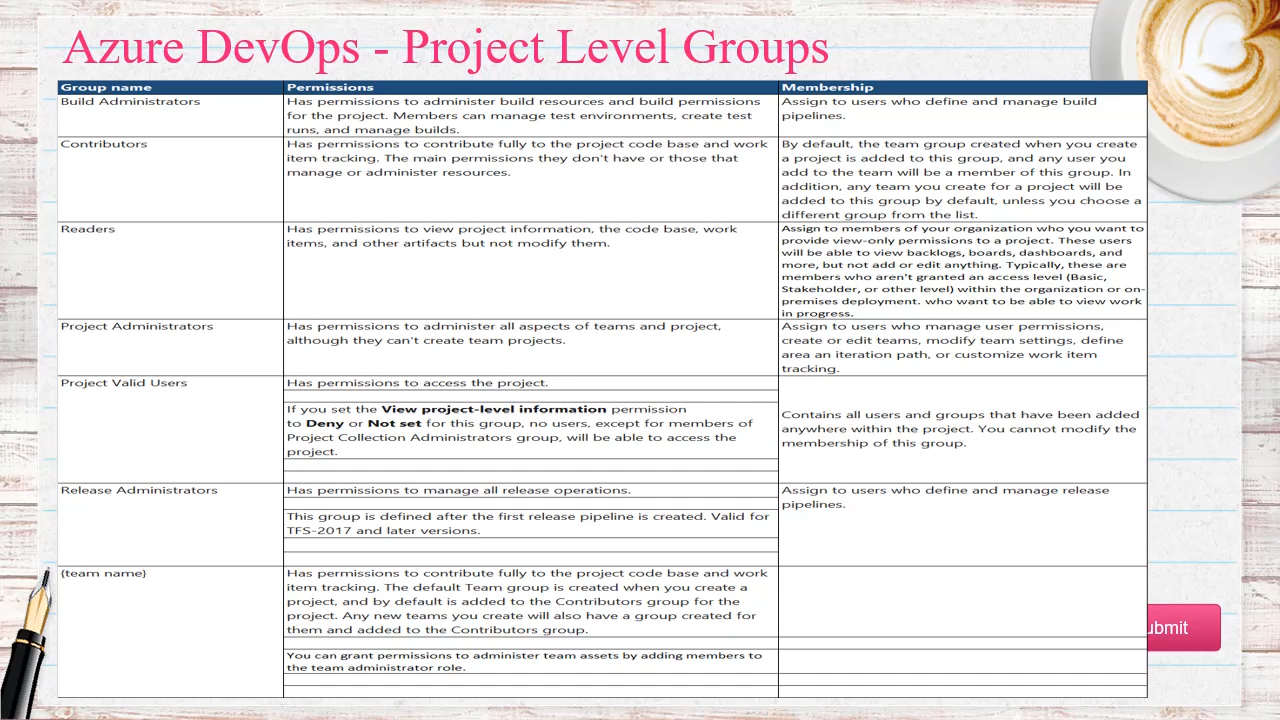 Azure DevOps - Project Level Groups
Group name
Permissions
Membership
Build Administrators
Has permissions to administer build resources and build permissions
for the project. Members can manage test environments, create test
runs, and manage builds.
Assign to users who define and manage build
pipelines.
Contributors
Has permissions to contribute fully to the project code base and work
item tracking. The main permissions they don't have or those that
manage or administer resources.
By default, the team group created when you create
a project is added to this group, and any user you
add to the team will be a member of this group. In
addition, any team you create for a project will be
added to this group by default, unless you choose a
different group from the list.
Readers
Has permissions to view project information, the code base, work
items, and other artifacts but not modify them.
Assign to members of your organization who you want to
provide view-only permissions to a project. These users
will be able to view backlogs, boards, dashboards, and
more, but not add or edit anything. Typically, these are
members who aren't granted an access level (Basic,
Stakeholder, or other level) within the organization or on-
premises deployment. who want to be able to view work
in progress.
Project Administrators
Has permissions to administer all aspects of teams and project,
although they can't create team projects.
Assign to users who manage user permissions,
create or edit teams, modify team settings, define
area an iteration path, or customize work item
tracking.
Project Valid Users
Has permissions to access the project.
If you set the View project-level information permission
to Deny or Not set for this group, no users, except for members of
Project Collection Administrators group, will be able to access the
project.
Contains all users and groups that have been added
anywhere within the project. You cannot modify the
membership of this group.
Release Administrators
Has permissions to manage all release operations.
This group is defined after the first release pipeline is created. Valid for
TFS-2017 and later versions.
Assign to users who define and manage release
pipelines.
{team name}
Has permissions to contribute fully to the project code base and work
item tracking. The default Team group is created when you create a
project, and by default is added to the Contributors group for the
project. Any new teams you create will also have a group created for
them and added to the Contributors group.
You can grant permissions to administer team assets by adding members to
the team administrator role.
ubmit